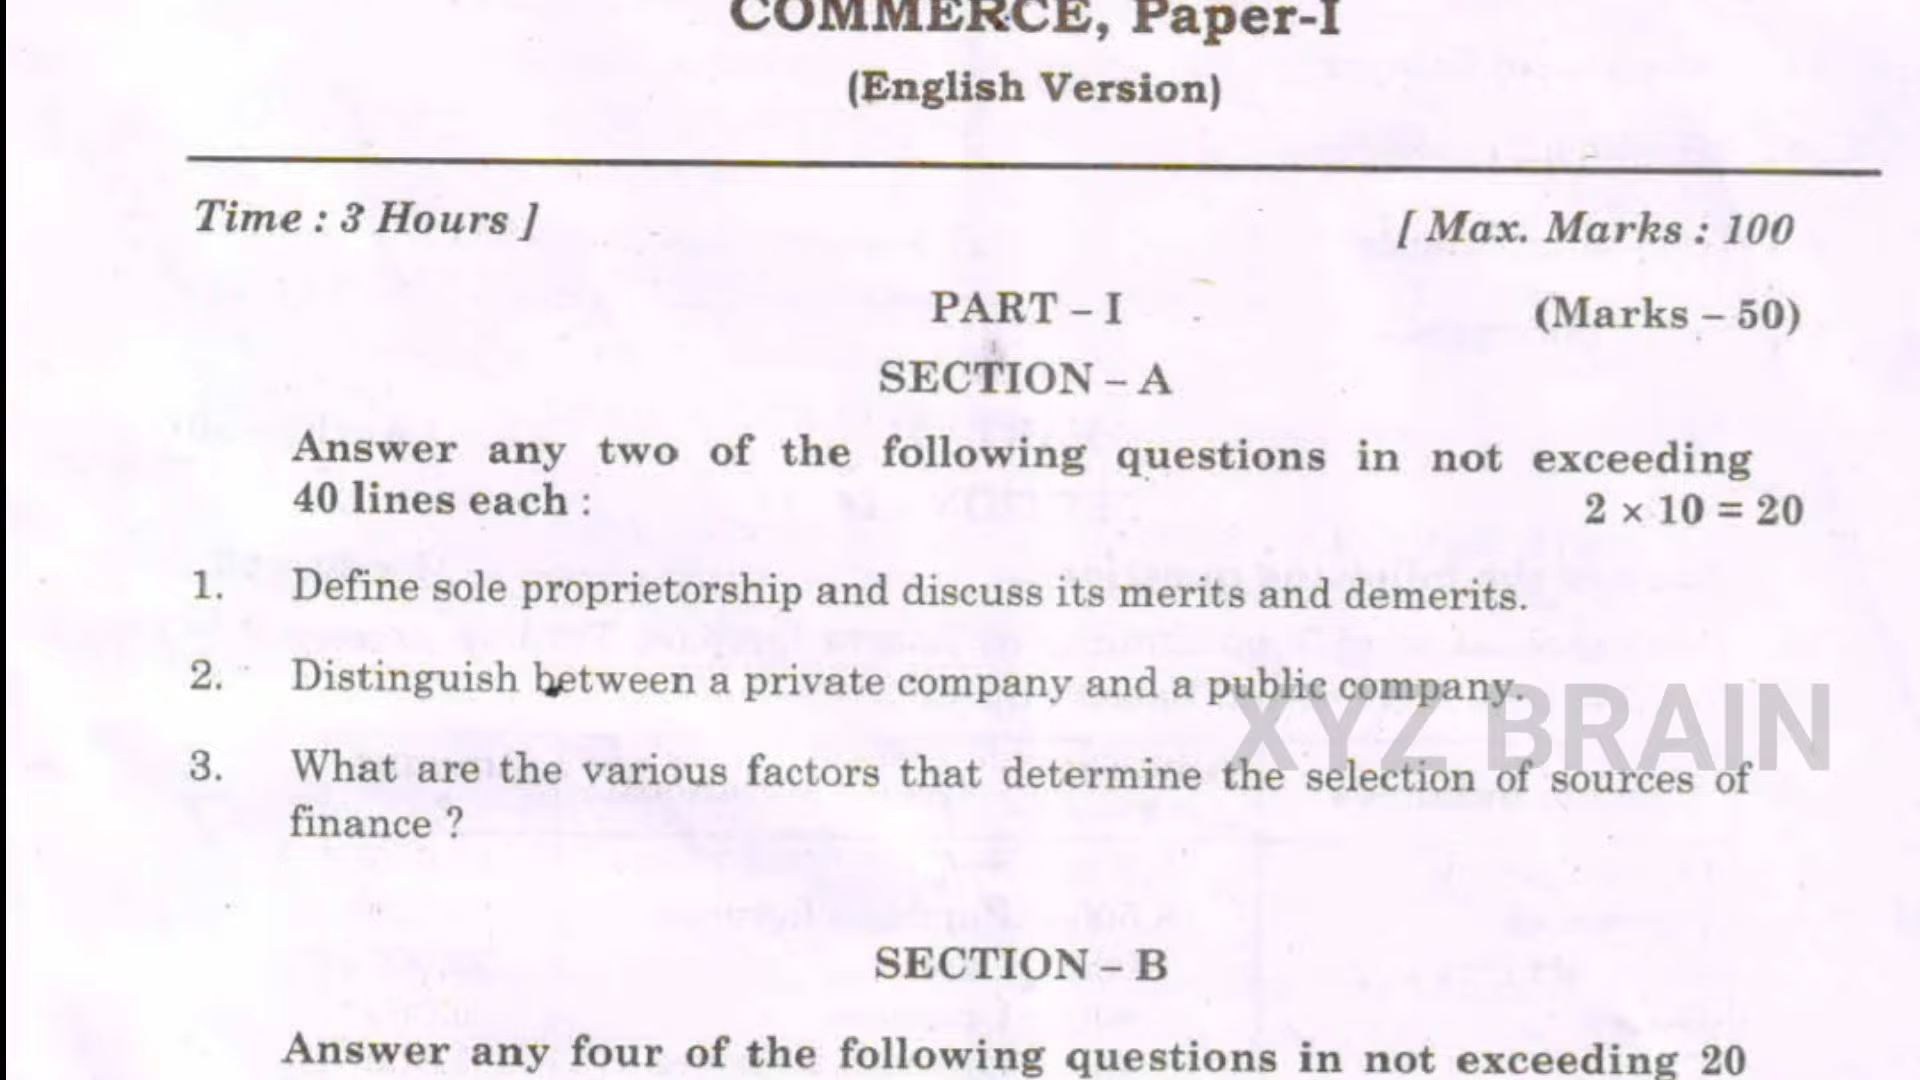 COMMERCE, Paper-I
(English Version)
Time : 3 Hours ] [ Max. Marks : 100
PART – I (Marks – 50)
SECTION – A
Answer any two of the following questions in not exceeding
40 lines each : 2 × 10 = 20
1. Define sole proprietorship and discuss its merits and demerits.
2. Distinguish between a private company and a public company.
XYZ BRAIN
3. What are the various factors that determine the selection of sources of
finance ?
SECTION – B
Answer any four of the following questions in not exceeding 20